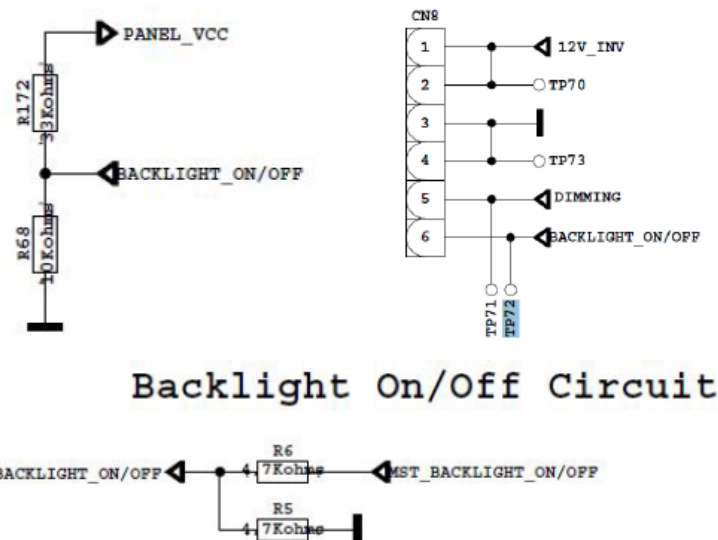 CN8
PANEL_VCC
R172
33Kohms
BACKLIGHT_ON/OFF
R68
10Kohms
1
12V_INV
2
TP70
3
4
TP73
5
DIMMING
6
BACKLIGHT_ON/OFF
TP71
TP72
Backlight On/Off Circuit
BACKLIGHT_ON/OFF
R6
4,7Kohms
MST_BACKLIGHT_ON/OFF
R5
4,7Kohms